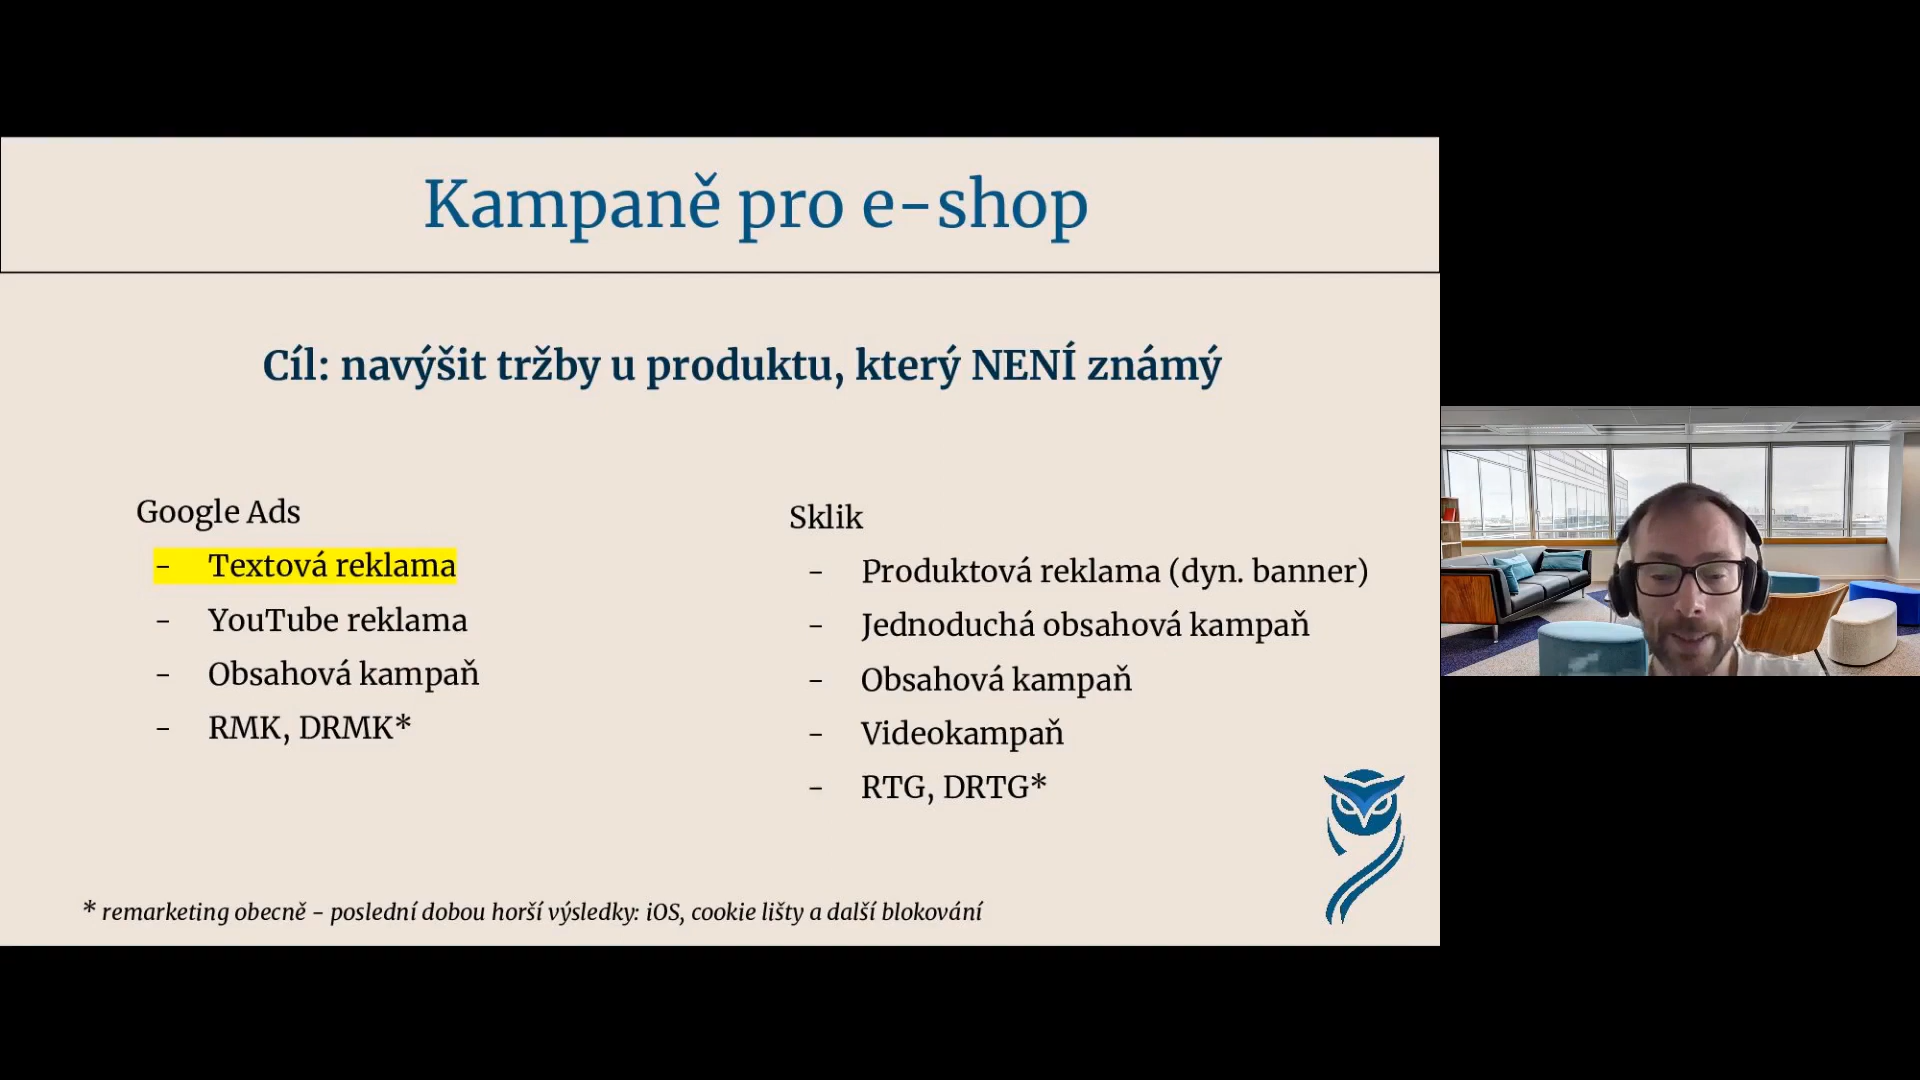 Kampaně pro e-shop
Cíl: navýšit tržby u produktu, který NENÍ známý
Google Ads
- Textová reklama
- YouTube reklama
- Obsahová kampaň
- RMK, DRMK*
Sklik
- Produktová reklama (dyn. banner)
- Jednoduchá obsahová kampaň
- Obsahová kampaň
- Videokampaň
- RTG, DRTG*
* remarketing obecně - poslední dobou horší výsledky: iOS, cookie lišty a další blokování